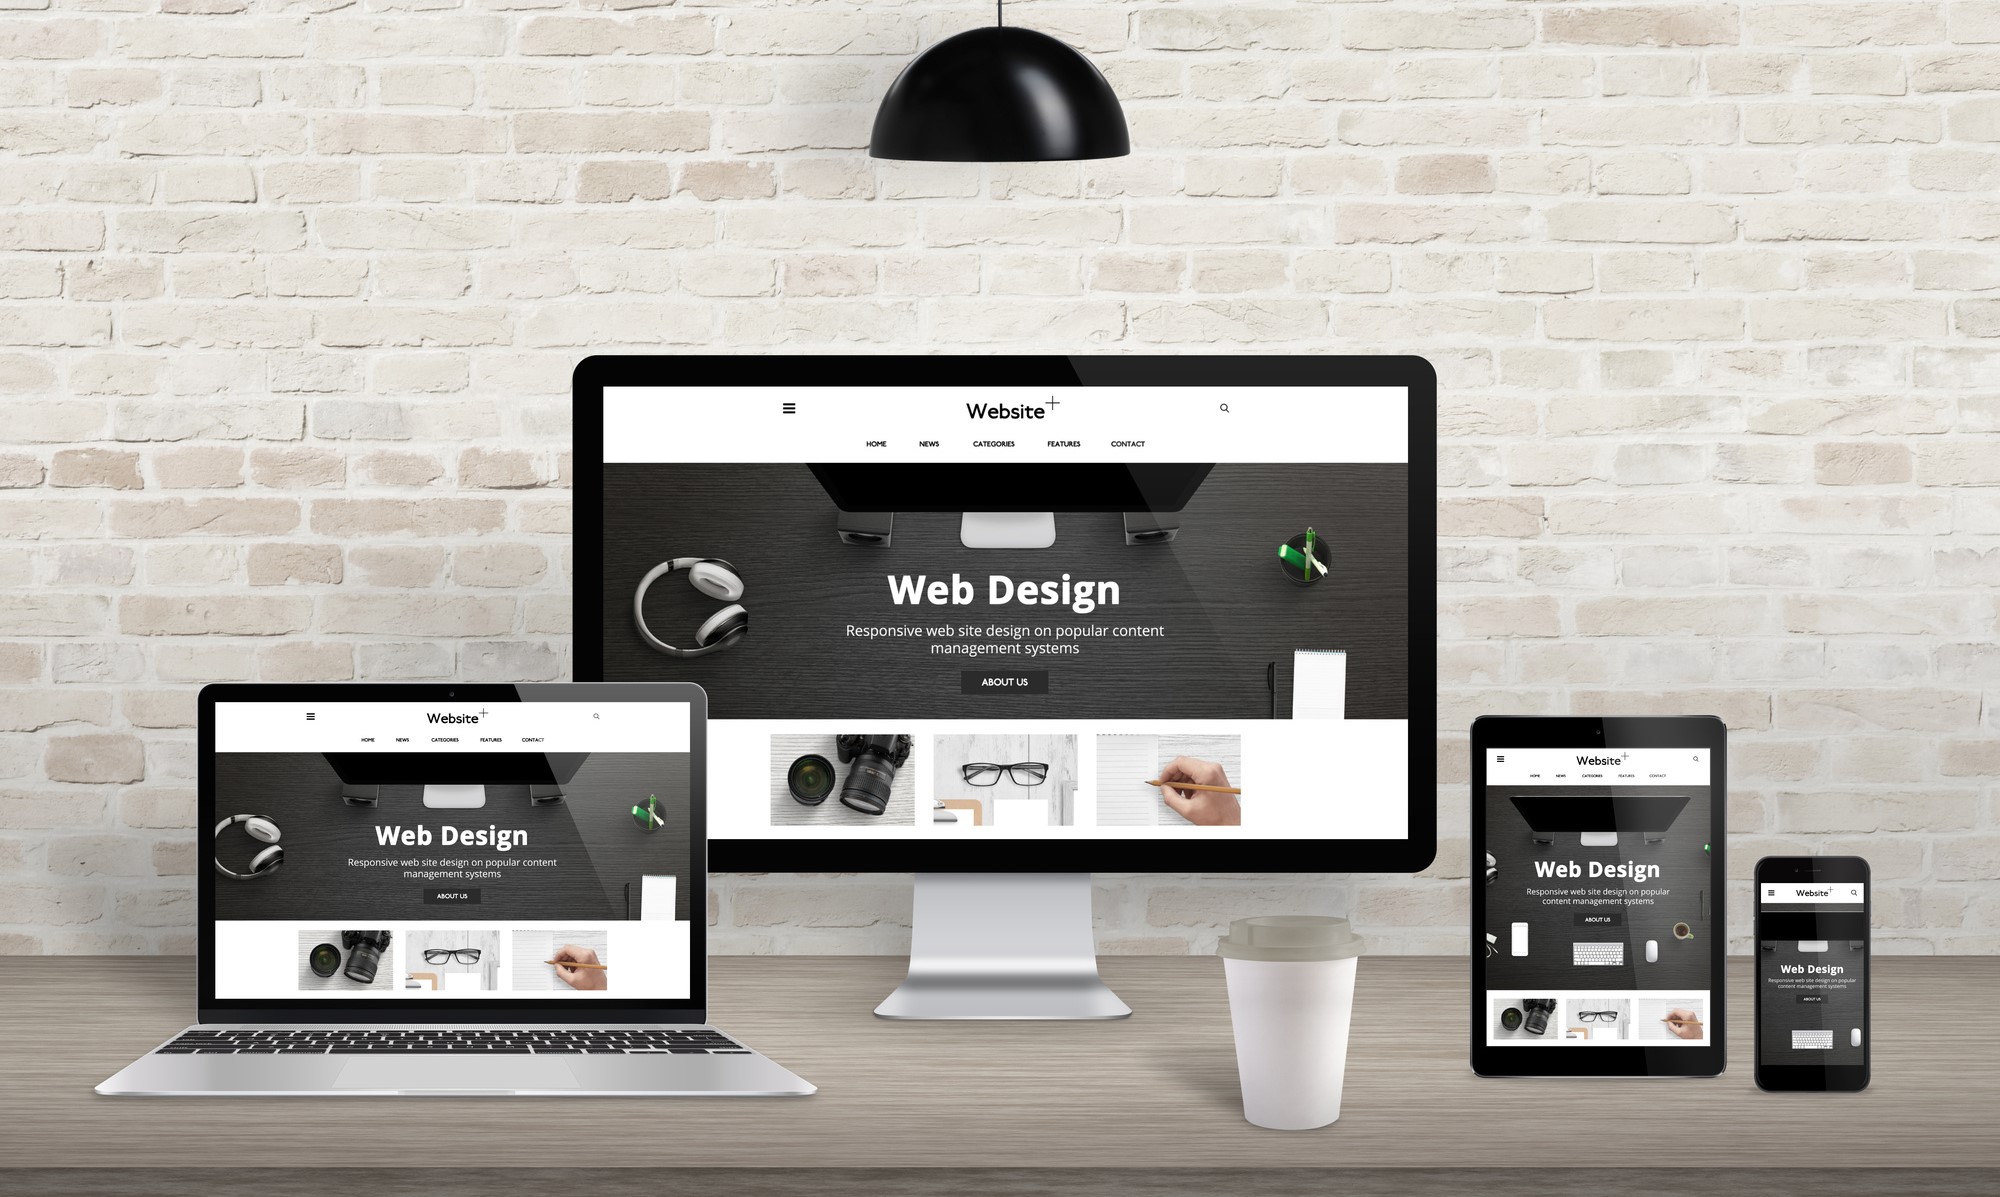 Website+
HOME NEWS CATEGORIES FEATURES CONTACT
Web Design
Responsive web site design on popular content
management systems
ABOUT US
Website+
HOME NEWS CATEGORIES FEATURES CONTACT
Web Design
Responsive web site design on popular content
management systems
ABOUT US
Website+
HOME NEWS CATEGORIES FEATURES CONTACT
Web Design
Responsive web site design on popular
content management systems
ABOUT US
Website+
Web Design
Responsive web site design on popular
content management systems
ABOUT US